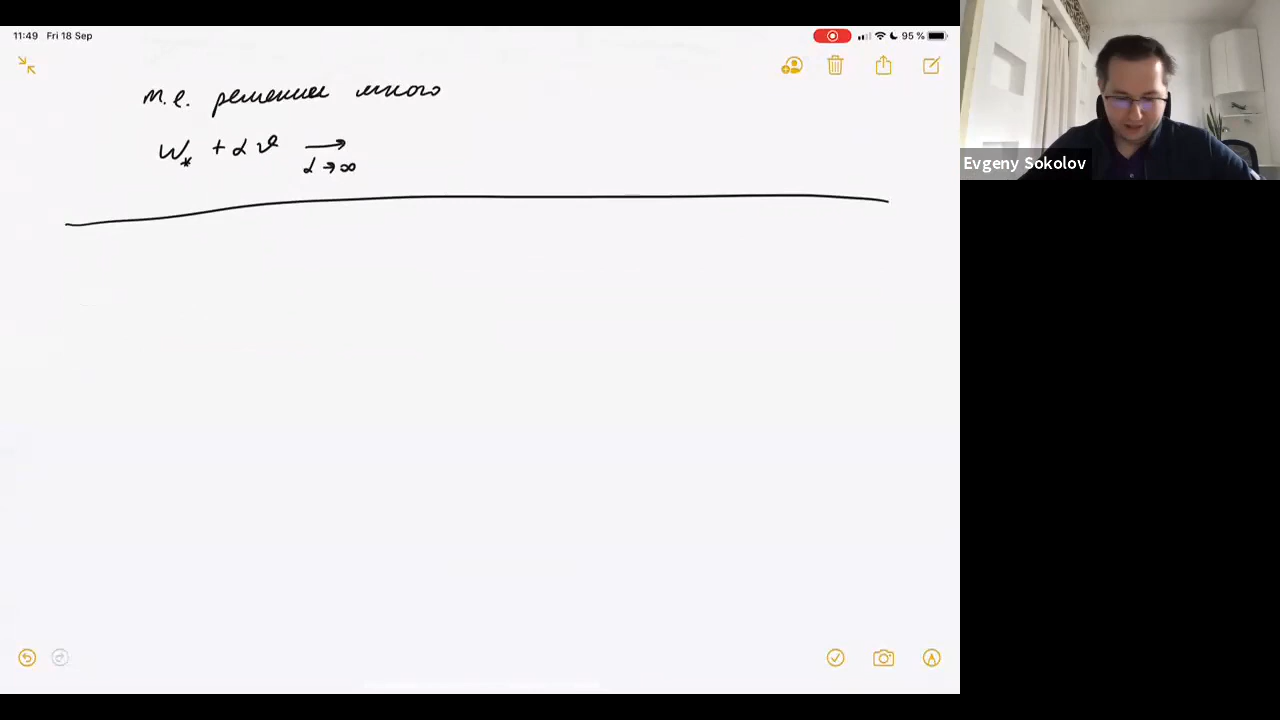 11:49 Fri 18 Sep 95 %
т.е. решений много
w* + αv →
α → ∞
Evgeny Sokolov